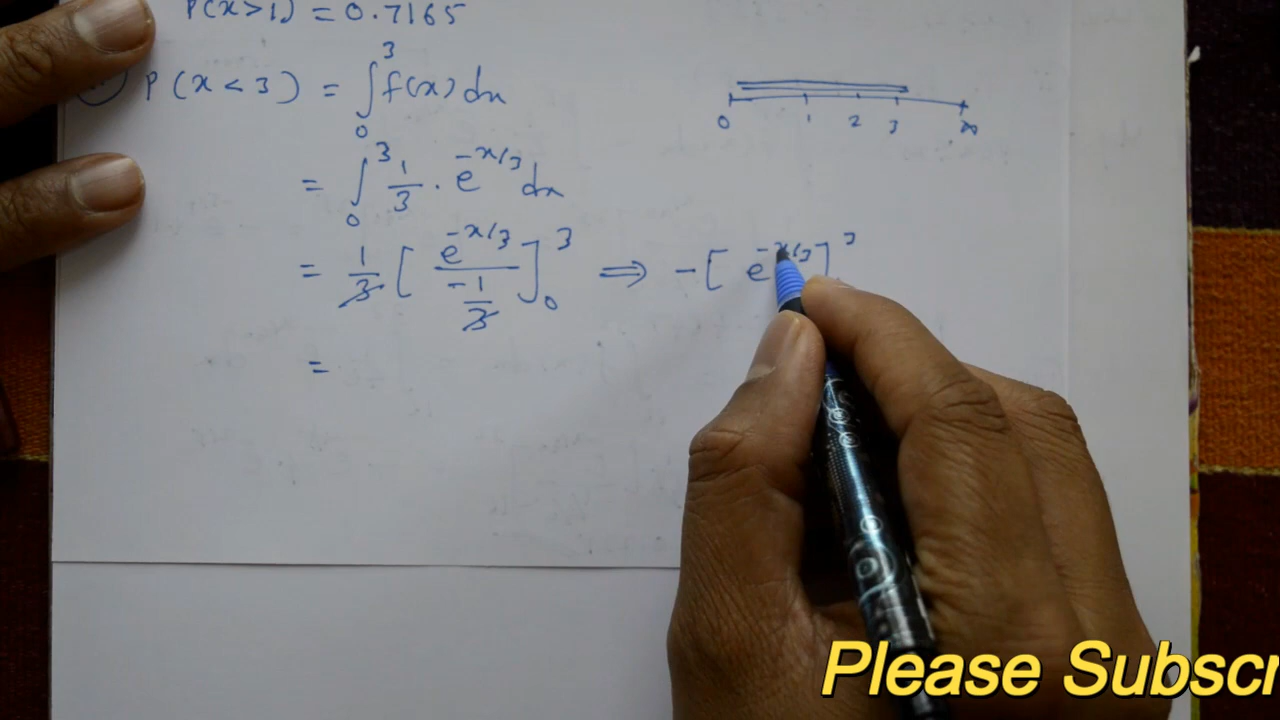 P(x>1) = 0.7165
P(x<3) = ∫₀³ f(x) dx
0 1 2 3 ∞
= ∫₀³ 1/3 · e^(-x/3) dx
= 1/3 [ e^(-x/3) / (-1/3) ]₀³ ⇒ -[ e^(-x/3) ]³
=
Please Subscr